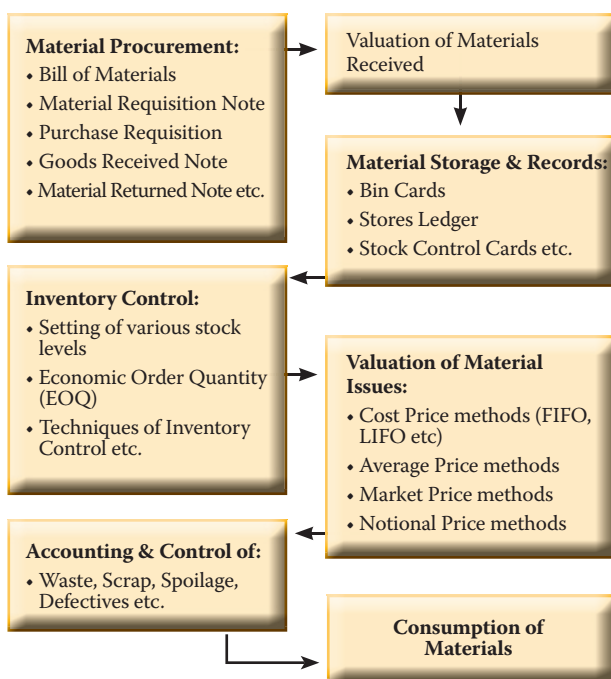 Material Procurement:
• Bill of Materials
• Material Requisition Note
• Purchase Requisition
• Goods Received Note
• Material Returned Note etc.
Valuation of Materials
Received
Material Storage & Records:
• Bin Cards
• Stores Ledger
• Stock Control Cards etc.
Inventory Control:
• Setting of various stock
levels
• Economic Order Quantity
(EOQ)
• Techniques of Inventory
Control etc.
Valuation of Material
Issues:
• Cost Price methods (FIFO,
LIFO etc)
• Average Price methods
• Market Price methods
• Notional Price methods
Accounting & Control of:
• Waste, Scrap, Spoilage,
Defectives etc.
Consumption of
Materials